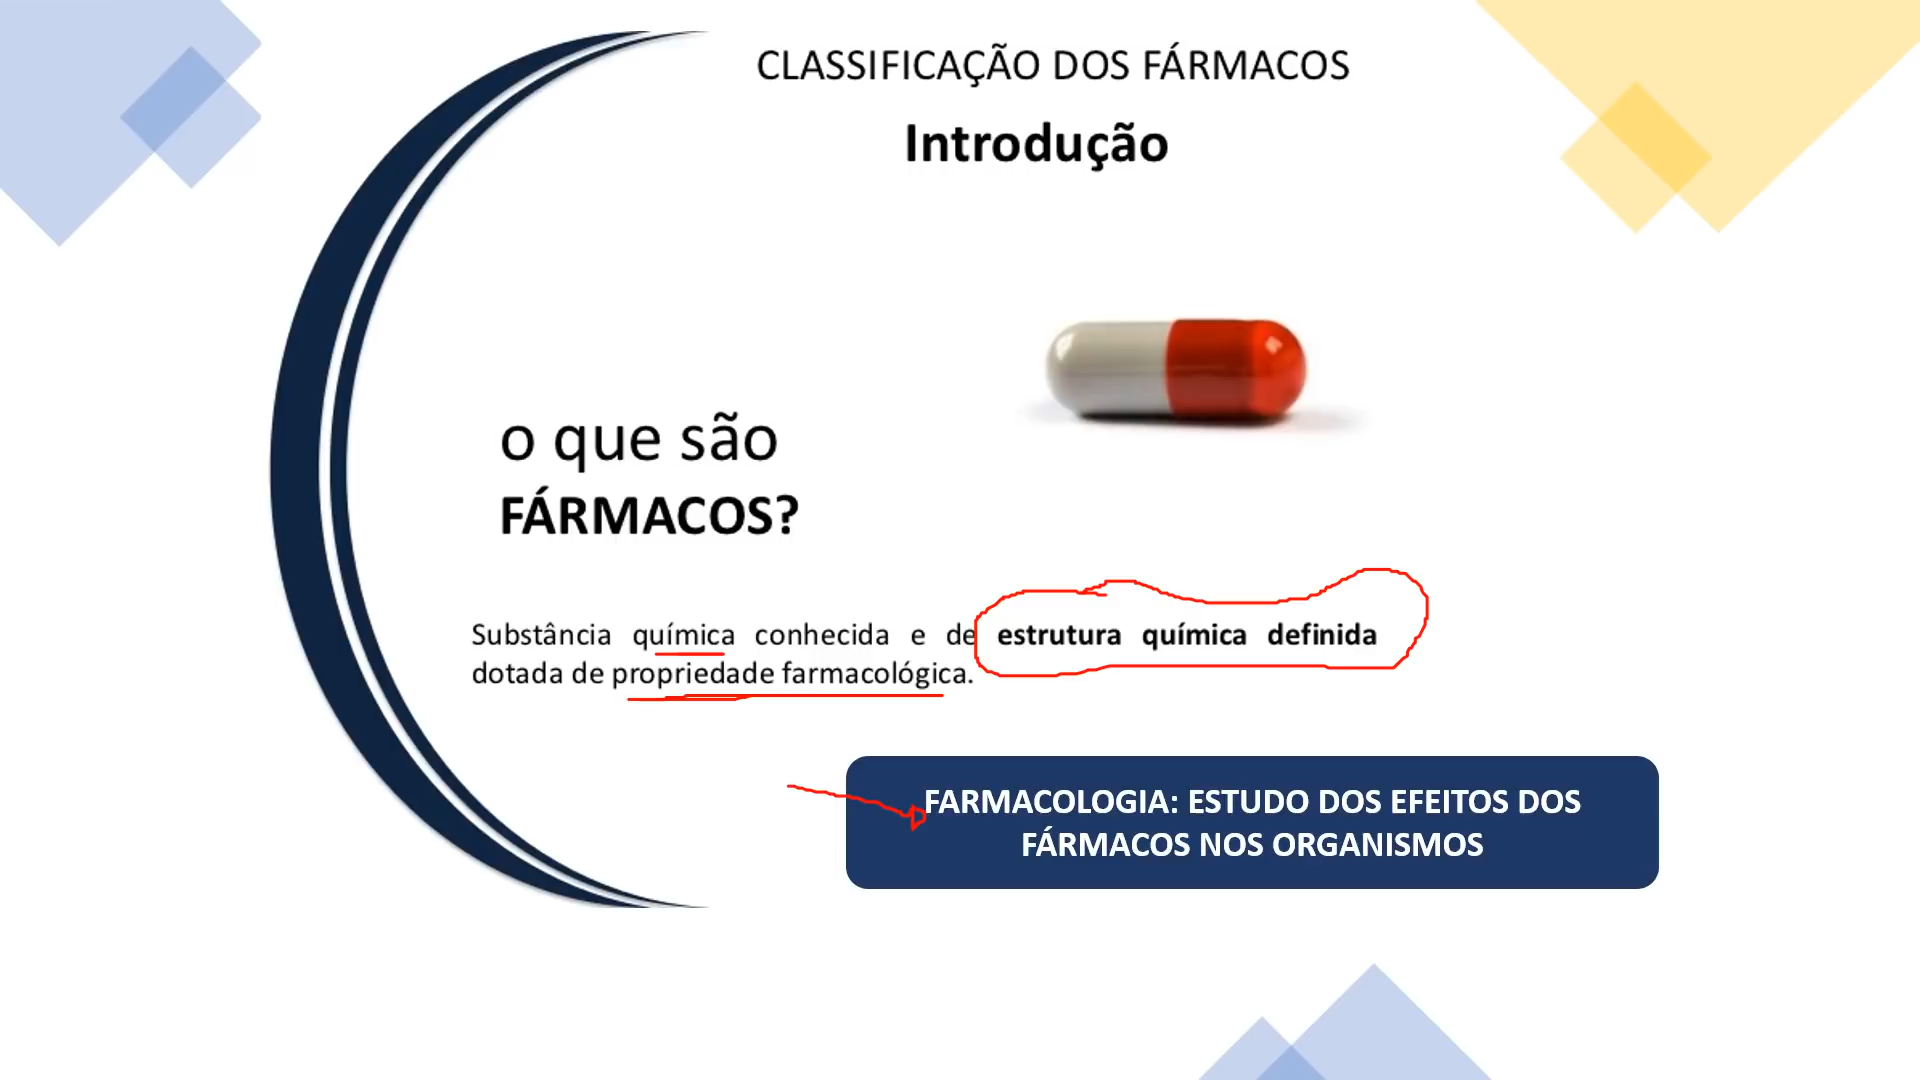 CLASSIFICAÇÃO DOS FÁRMACOS
Introdução
o que são
FÁRMACOS?
Substância química conhecida e de estrutura química definida
dotada de propriedade farmacológica.
FARMACOLOGIA: ESTUDO DOS EFEITOS DOS
FÁRMACOS NOS ORGANISMOS